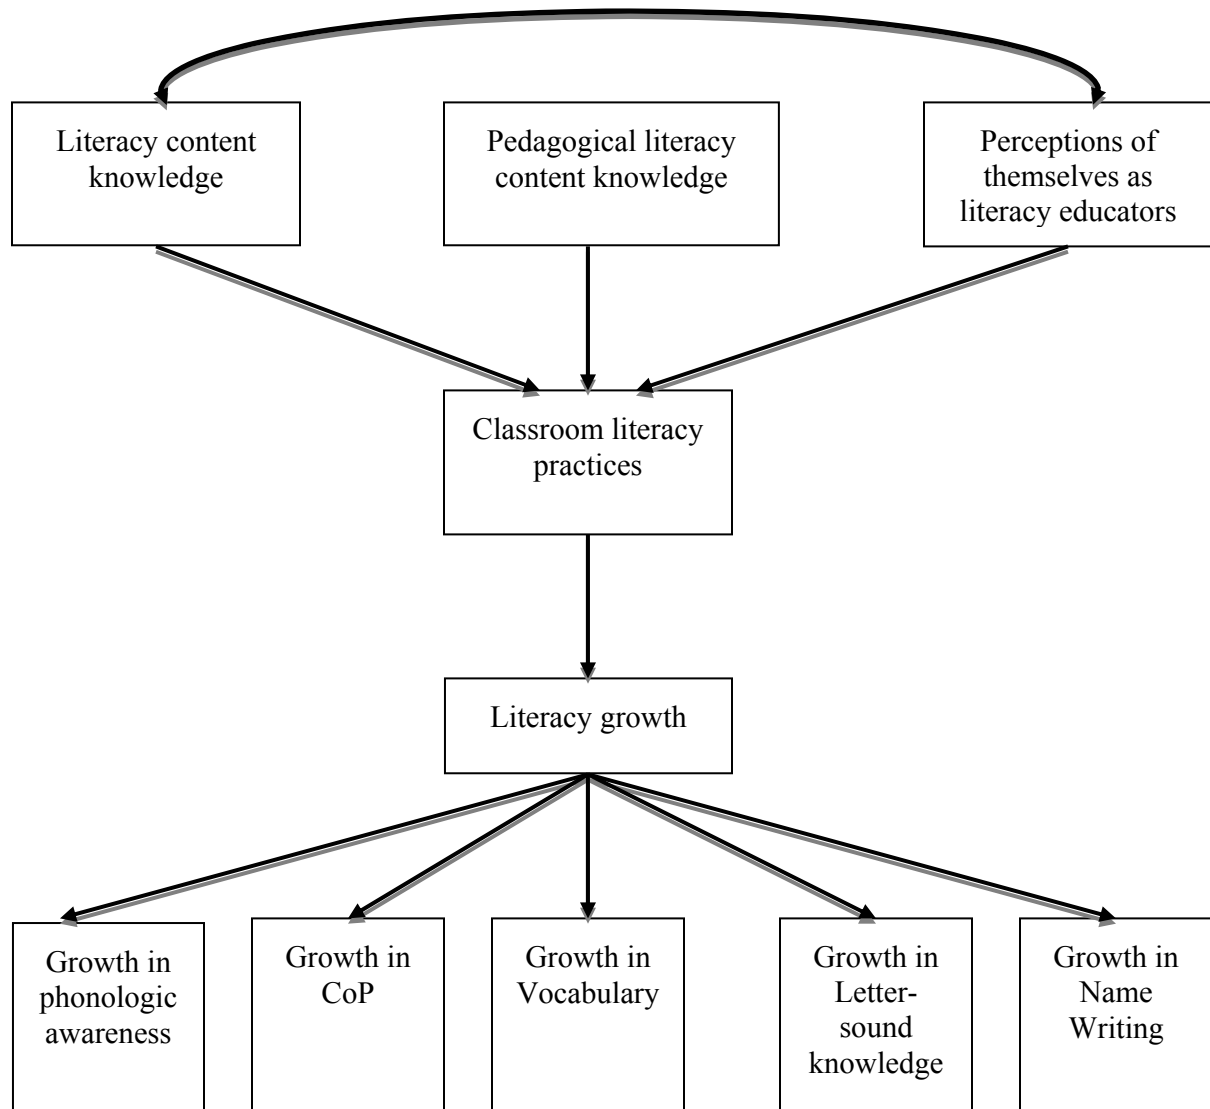 Literacy content
knowledge
Pedagogical literacy
content knowledge
Perceptions of
themselves as
literacy educators
Classroom literacy
practices
Literacy growth
Growth in
phonologic
awareness
Growth in
CoP
Growth in
Vocabulary
Growth in
Letter-
sound
knowledge
Growth in
Name
Writing